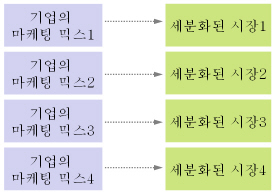 기업의
마케팅 믹스1
세분화된 시장1
기업의
마케팅 믹스2
세분화된 시장2
기업의
마케팅 믹스3
세분화된 시장3
기업의
마케팅 믹스4
세분화된 시장4